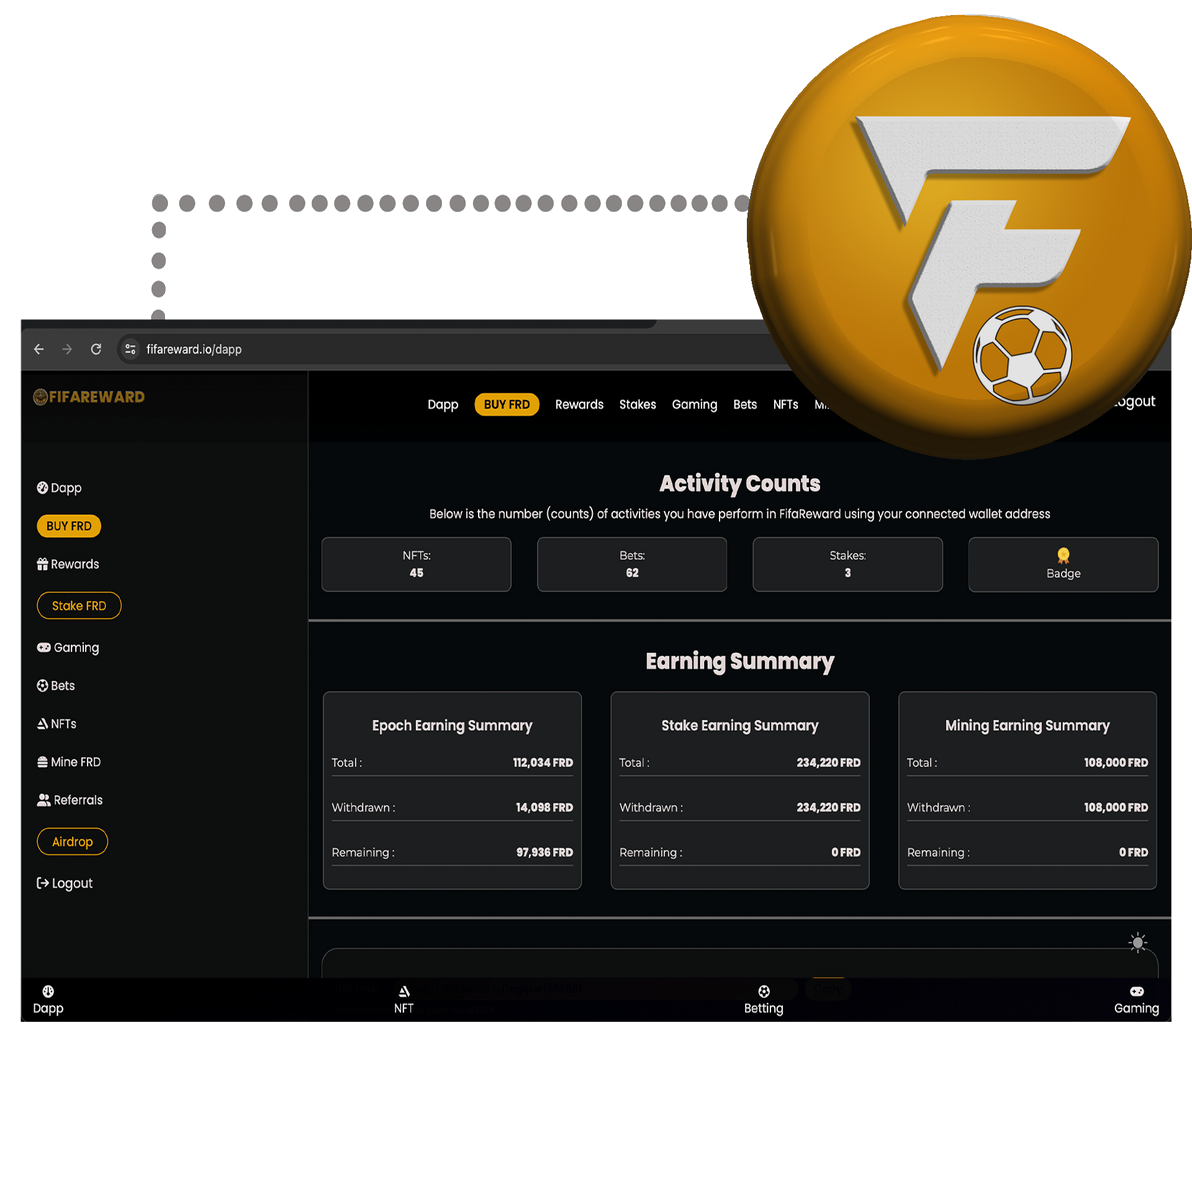 fifareward.io/dapp
FIFAREWARD
Dapp BUY FRD Rewards Stakes Gaming Bets NFTs
Logout
Dapp
BUY FRD
Rewards
Stake FRD
Gaming
Bets
NFTs
Mine FRD
Referrals
Airdrop
Logout
Activity Counts
Below is the number (counts) of activities you have perform in FifaReward using your connected wallet address
NFTs:
45
Bets:
62
Stakes:
3
Badge
Earning Summary
Epoch Earning Summary
Total : 112,034 FRD
Withdrawn : 14,098 FRD
Remaining : 97,936 FRD
Stake Earning Summary
Total : 234,220 FRD
Withdrawn : 234,220 FRD
Remaining : 0 FRD
Mining Earning Summary
Total : 108,000 FRD
Withdrawn : 108,000 FRD
Remaining : 0 FRD
Dapp
NFT
Betting
Gaming